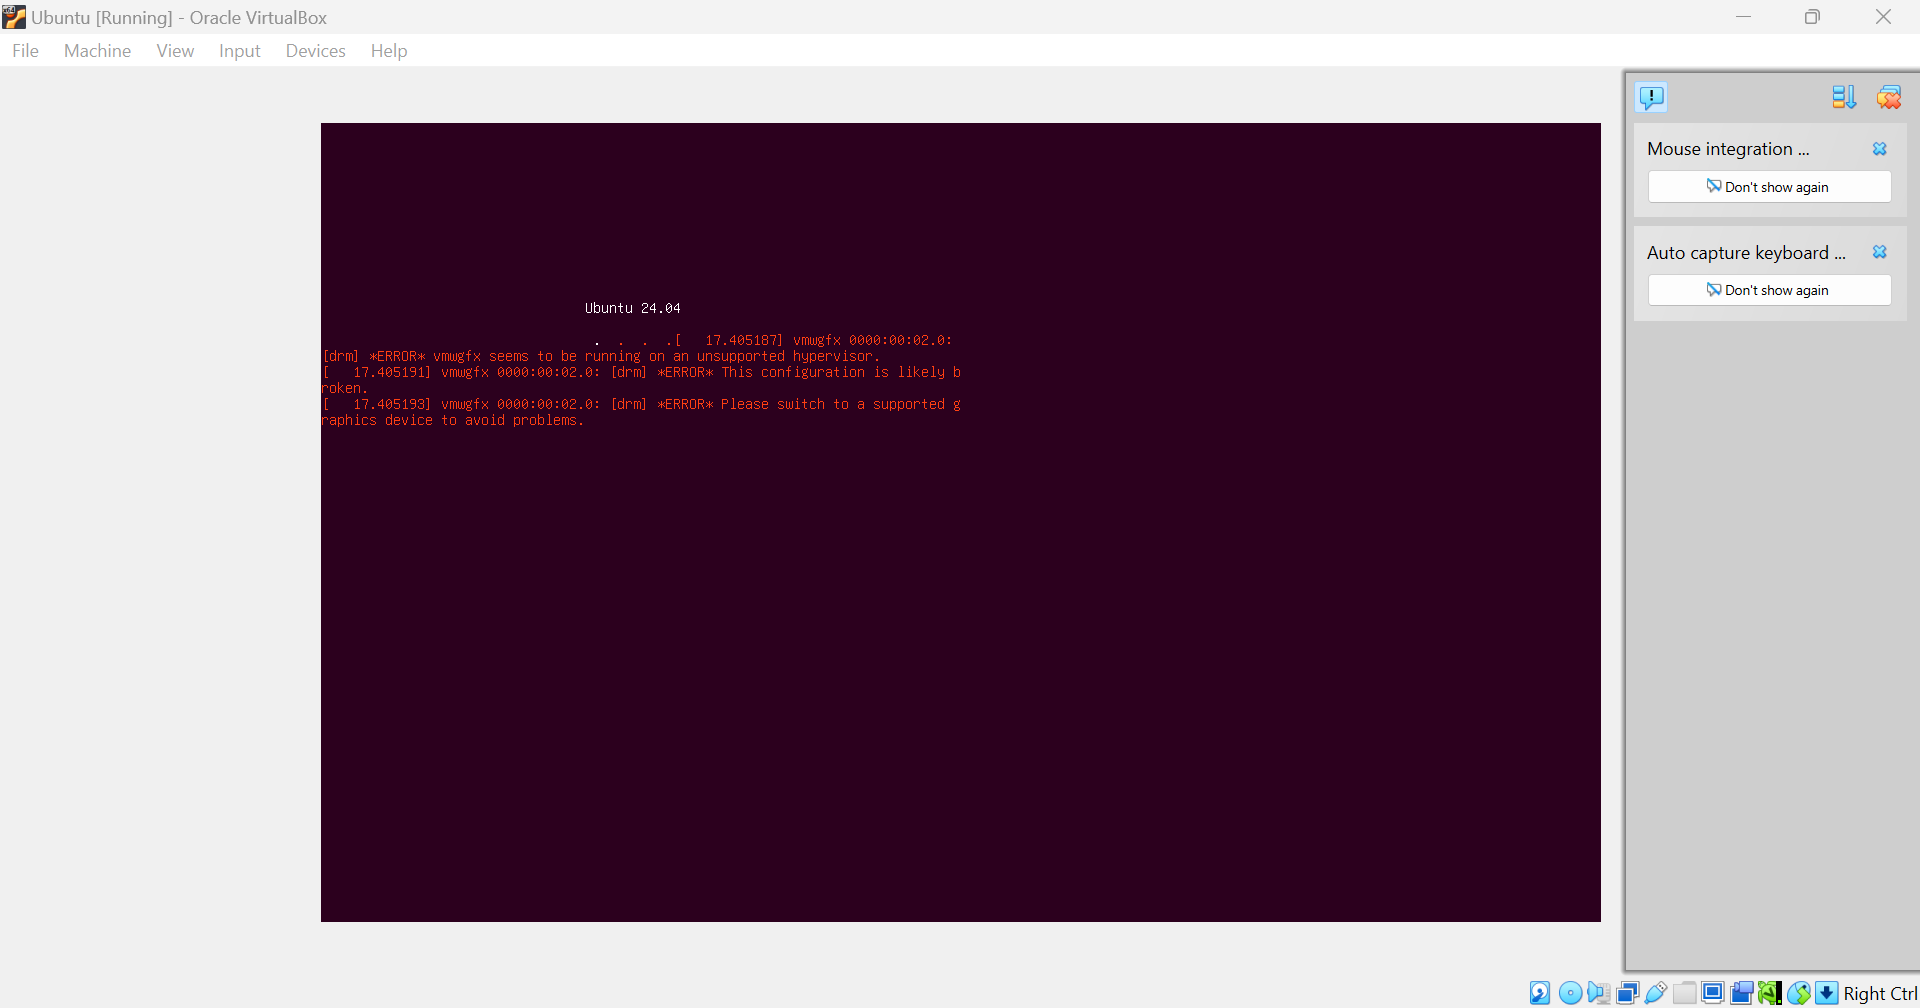 Ubuntu [Running] - Oracle VirtualBox
File Machine View Input Devices Help
Mouse integration ...
Don't show again
Auto capture keyboard ...
Don't show again
Ubuntu 24.04
. . . .[   17.405187] vmwgfx 0000:00:02.0:
[drm] *ERROR* vmwgfx seems to be running on an unsupported hypervisor.
[   17.405191] vmwgfx 0000:00:02.0: [drm] *ERROR* This configuration is likely b
roken.
[   17.405193] vmwgfx 0000:00:02.0: [drm] *ERROR* Please switch to a supported g
raphics device to avoid problems.
Right Ctrl